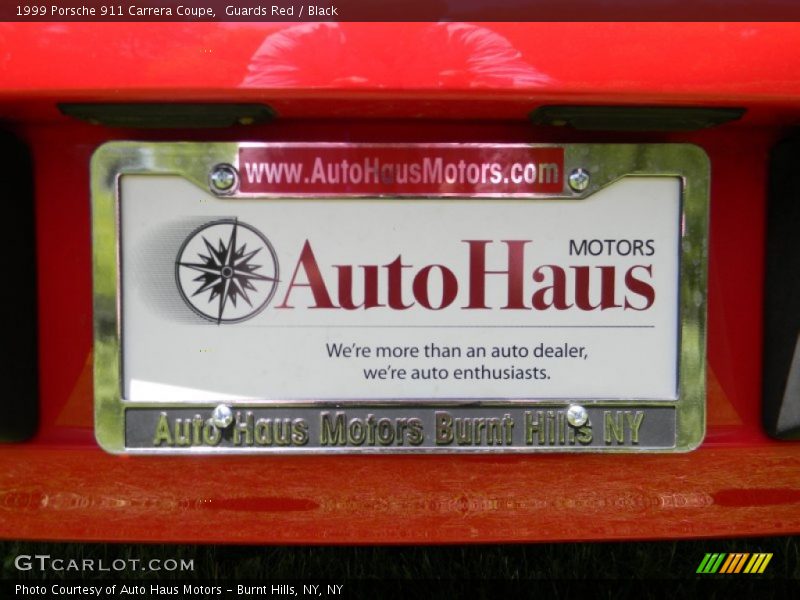 1999 Porsche 911 Carrera Coupe,  Guards Red / Black
www.AutoHausMotors.com
MOTORS
AutoHaus
We're more than an auto dealer,
we're auto enthusiasts.
Auto Haus Motors Burnt Hills NY
GTCARLOT.COM
Photo Courtesy of Auto Haus Motors - Burnt Hills, NY, NY